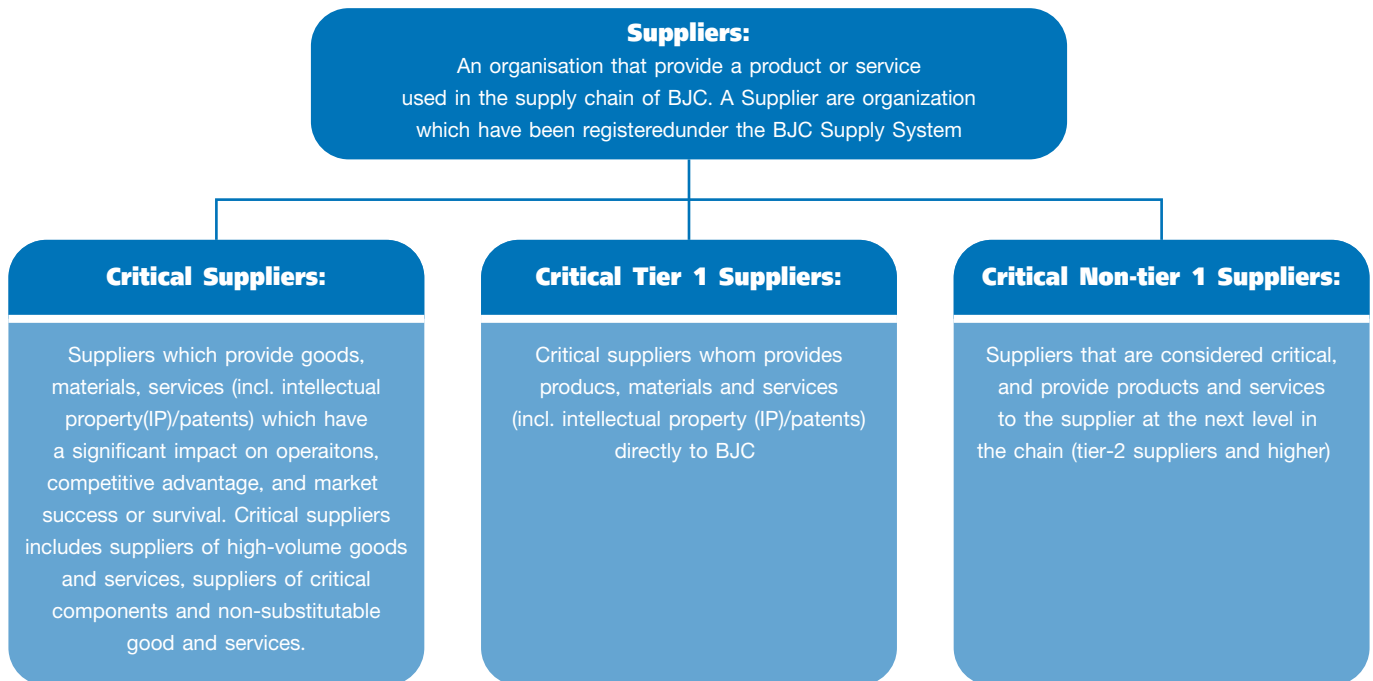 Suppliers:
An organisation that provide a product or service
used in the supply chain of BJC. A Supplier are organization
which have been registeredunder the BJC Supply System
Critical Suppliers:
Suppliers which provide goods,
materials, services (incl. intellectual
property(IP)/patents) which have
a significant impact on operaitons,
competitive advantage, and market
success or survival. Critical suppliers
includes suppliers of high-volume goods
and services, suppliers of critical
components and non-substitutable
good and services.
Critical Tier 1 Suppliers:
Critical suppliers whom provides
producs, materials and services
(incl. intellectual property (IP)/patents)
directly to BJC
Critical Non-tier 1 Suppliers:
Suppliers that are considered critical,
and provide products and services
to the supplier at the next level in
the chain (tier-2 suppliers and higher)